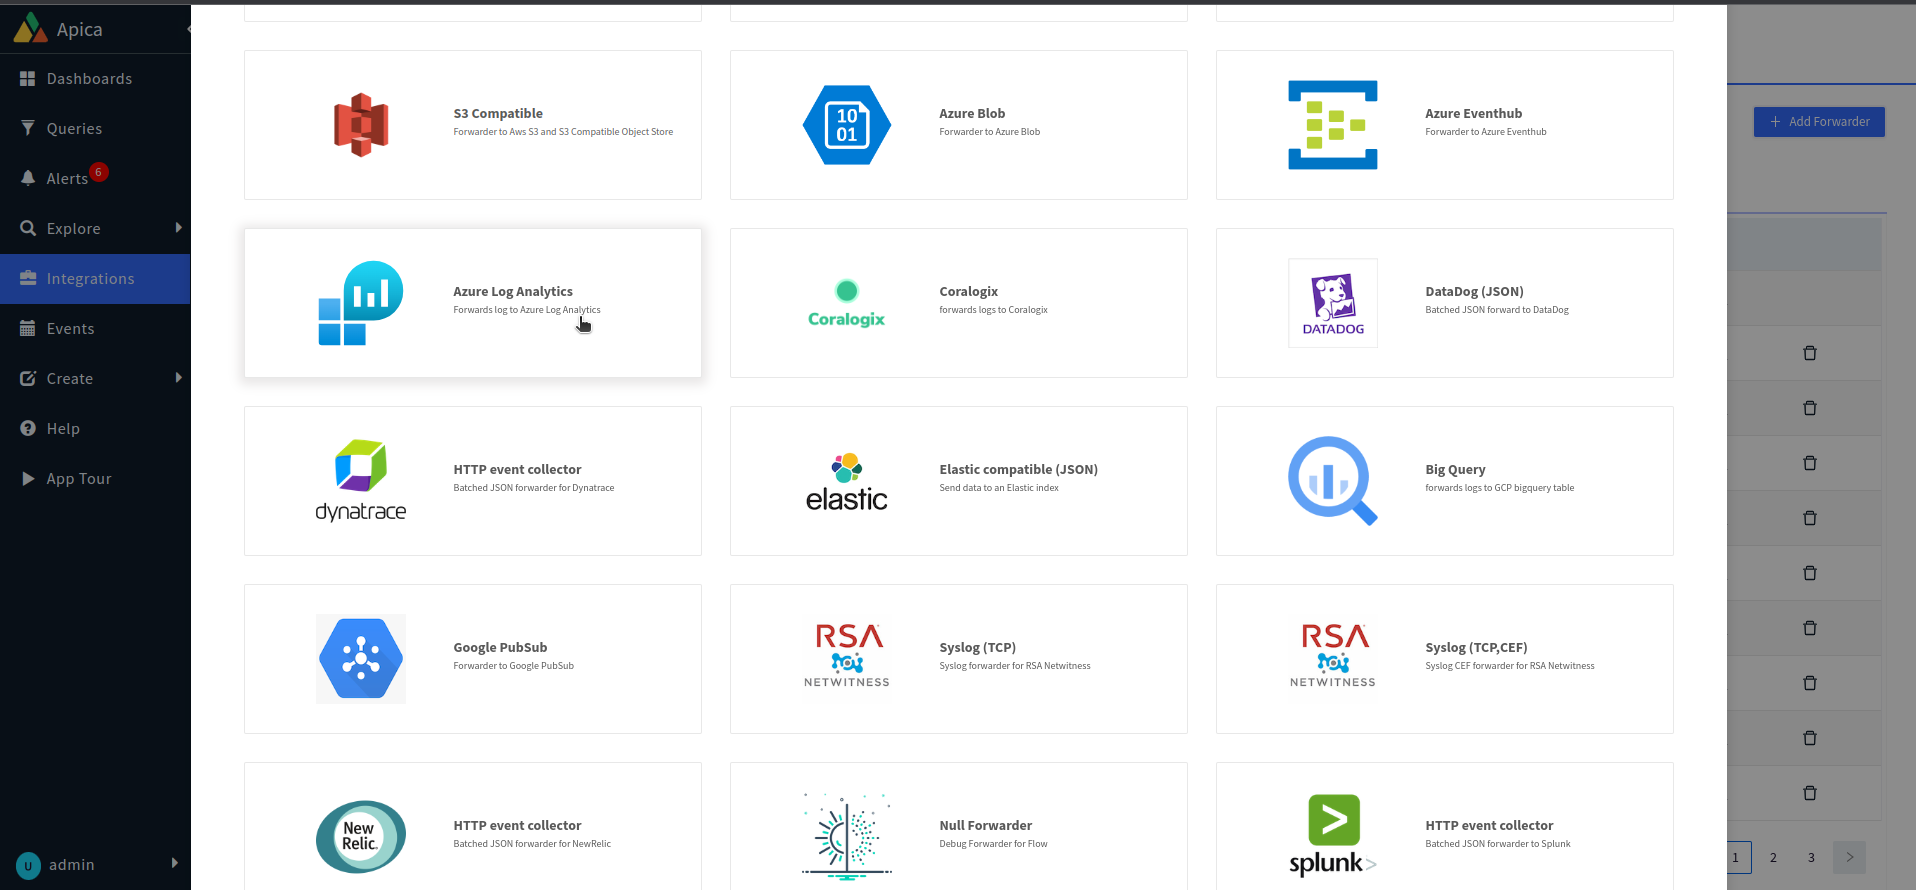 Apica
Dashboards
Queries
Alerts
6
Explore
Integrations
Events
Create
Help
App Tour
U
admin
S3 Compatible
Forwarder to Aws S3 and S3 Compatible Object Store
10
01
Azure Blob
Forwarder to Azure Blob
Azure Eventhub
Forwarder to Azure Eventhub
+ Add Forwarder
Azure Log Analytics
Forwards log to Azure Log Analytics
Coralogix
Coralogix
forwards logs to Coralogix
DATADOG
DataDog (JSON)
Batched JSON forward to DataDog
dynatrace
HTTP event collector
Batched JSON forwarder for Dynatrace
elastic
Elastic compatible (JSON)
Send data to an Elastic index
Big Query
forwards logs to GCP bigquery table
Google PubSub
Forwarder to Google PubSub
RSA
NETWITNESS
Syslog (TCP)
Syslog forwarder for RSA Netwitness
RSA
NETWITNESS
Syslog (TCP,CEF)
Syslog CEF forwarder for RSA Netwitness
New
Relic.
HTTP event collector
Batched JSON forwarder for NewRelic
Null Forwarder
Debug Forwarder for Flow
splunk>
HTTP event collector
Batched JSON forwarder to Splunk
1 2 3 >